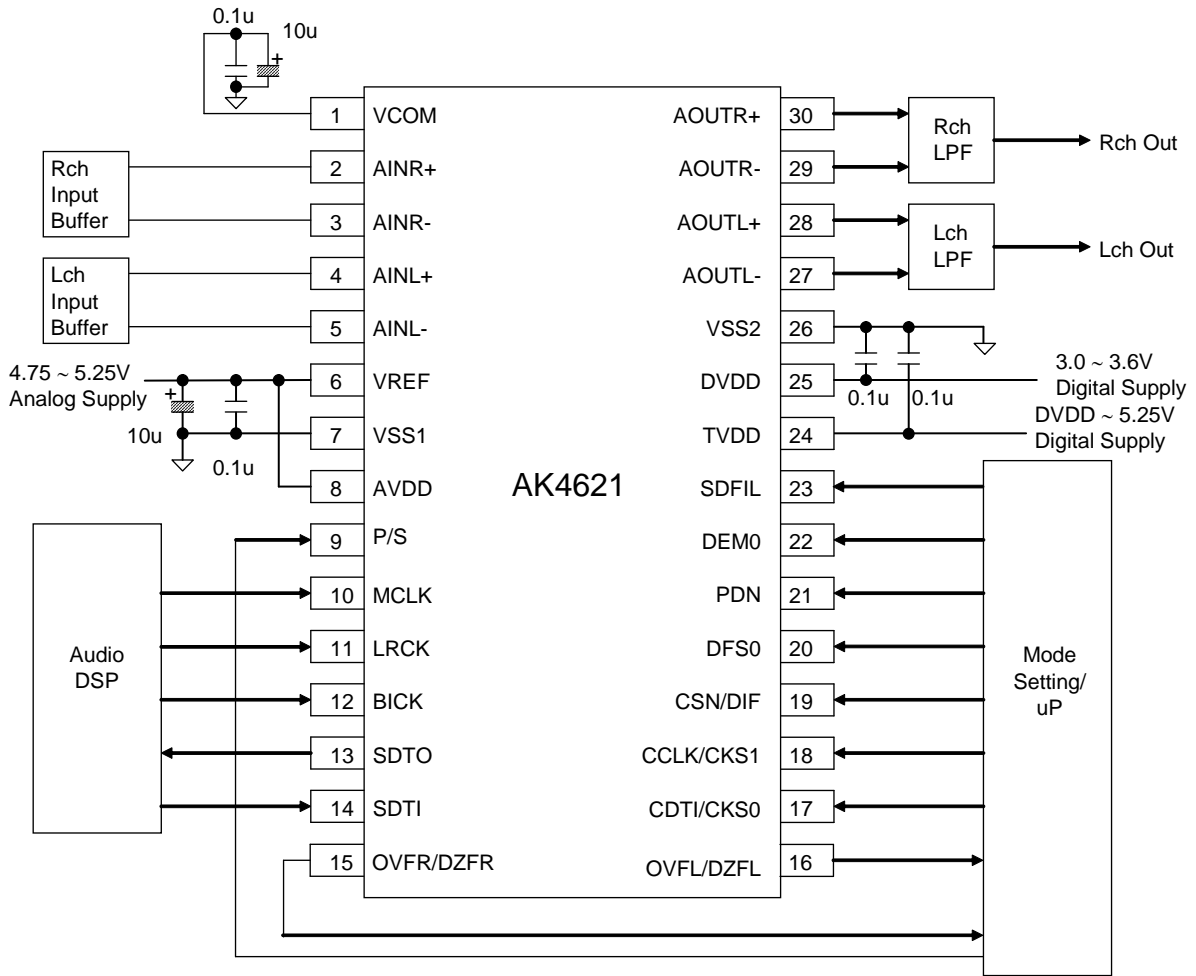 0.1u
10u
+
1 VCOM
AOUTR+ 30
Rch
LPF
Rch Out
Rch
Input
Buffer
2 AINR+
AOUTR- 29
3 AINR-
AOUTL+ 28
Lch
LPF
Lch Out
Lch
Input
Buffer
4 AINL+
AOUTL- 27
5 AINL-
VSS2 26
4.75 ~ 5.25V
Analog Supply
+
10u
0.1u
6 VREF
DVDD 25
0.1u
0.1u
3.0 ~ 3.6V
Digital Supply
DVDD ~ 5.25V
Digital Supply
7 VSS1
TVDD 24
8 AVDD
AK4621
SDFIL 23
9 P/S
DEM0 22
10 MCLK
PDN 21
11 LRCK
DFS0 20
Audio
DSP
Mode
Setting/
uP
12 BICK
CSN/DIF 19
13 SDTO
CCLK/CKS1 18
14 SDTI
CDTI/CKS0 17
15 OVFR/DZFR
OVFL/DZFL 16